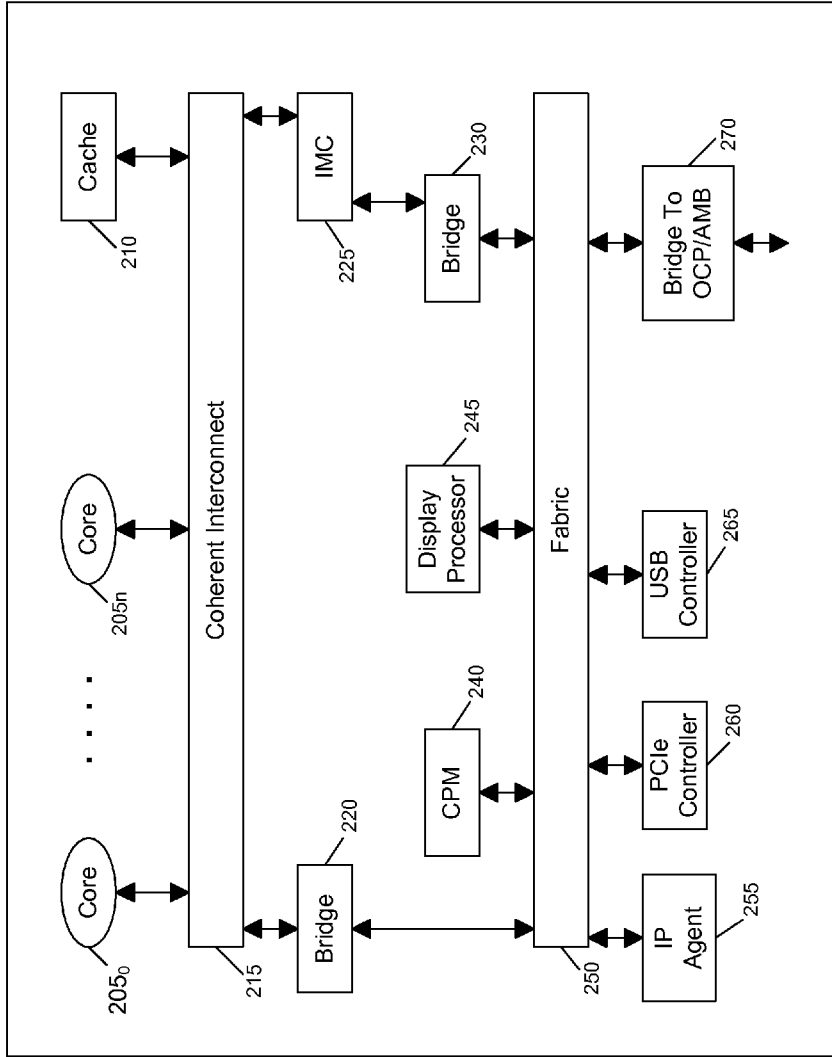 Core
205₀
. . . .
Core
205n
Cache
210
Coherent Interconnect
215
Bridge
220
IMC
225
CPM
240
Display
Processor
245
Bridge
230
Fabric
250
IP
Agent
255
PCIe
Controller
260
USB
Controller
265
Bridge To
OCP/AMB
270